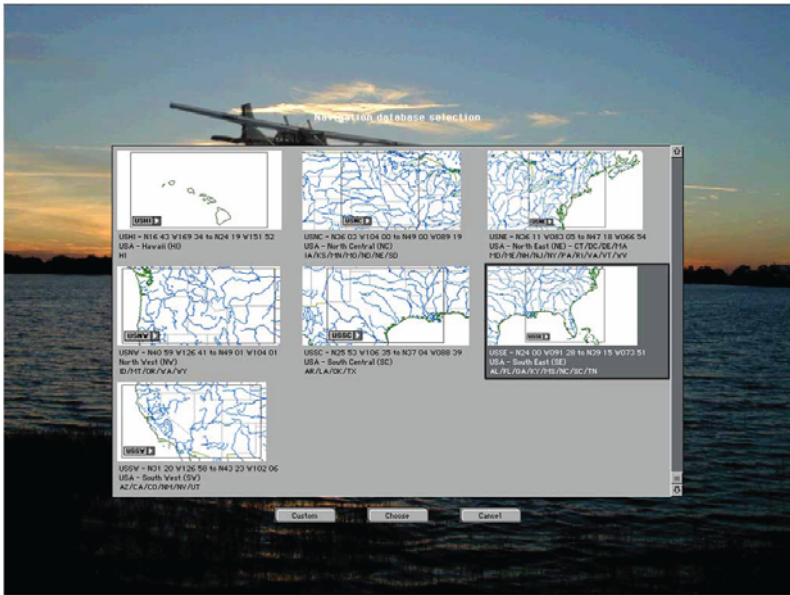 Navigation database selection
USHI
USHI - N16 43 W169 34 to N24 19 W151 52
USA - Hawaii (HI)
HI
USNC
USNC - N36 03 W104 00 to N49 00 W089 19
USA - North Central (NC)
IA/KS/MN/MO/ND/NE/SD
USNE
USNE - N36 11 W083 05 to N47 18 W066 54
USA - North East (NE) - CT/DC/DE/MA
MD/ME/NH/NJ/NY/PA/RI/VA/VT/WV
USNW
USNW - N40 59 W126 41 to N49 01 W104 01
North West (NW)
ID/MT/OR/WA/WY
USSC
USSC - N25 53 W106 35 to N37 04 W088 39
USA - South Central (SC)
AR/LA/OK/TX
USSE
USSE - N24 00 W091 28 to N39 15 W073 51
USA - South East (SE)
AL/FL/GA/KY/MS/NC/SC/TN
USSW
USSW - N31 20 W126 58 to N43 23 W102 06
USA - South West (SW)
AZ/CA/CO/NM/NV/UT
Custom
Choose
Cancel